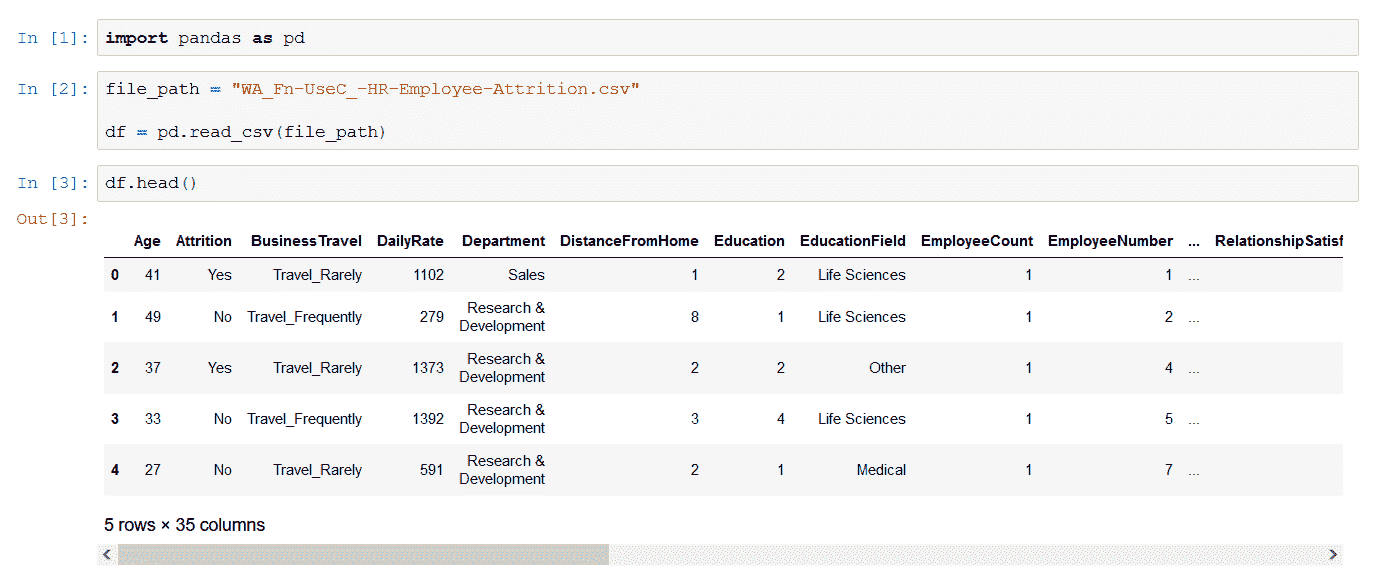 In [1]: import pandas as pd
In [2]: file_path = "WA_Fn-UseC_-HR-Employee-Attrition.csv"
df = pd.read_csv(file_path)
In [3]: df.head()
Out[3]:
Age Attrition BusinessTravel DailyRate Department DistanceFromHome Education EducationField EmployeeCount EmployeeNumber ... RelationshipSatisf
0 41 Yes Travel_Rarely 1102 Sales 1 2 Life Sciences 1 1 ...
1 49 No Travel_Frequently 279 Research & Development 8 1 Life Sciences 1 2 ...
2 37 Yes Travel_Rarely 1373 Research & Development 2 2 Other 1 4 ...
3 33 No Travel_Frequently 1392 Research & Development 3 4 Life Sciences 1 5 ...
4 27 No Travel_Rarely 591 Research & Development 2 1 Medical 1 7 ...
5 rows × 35 columns